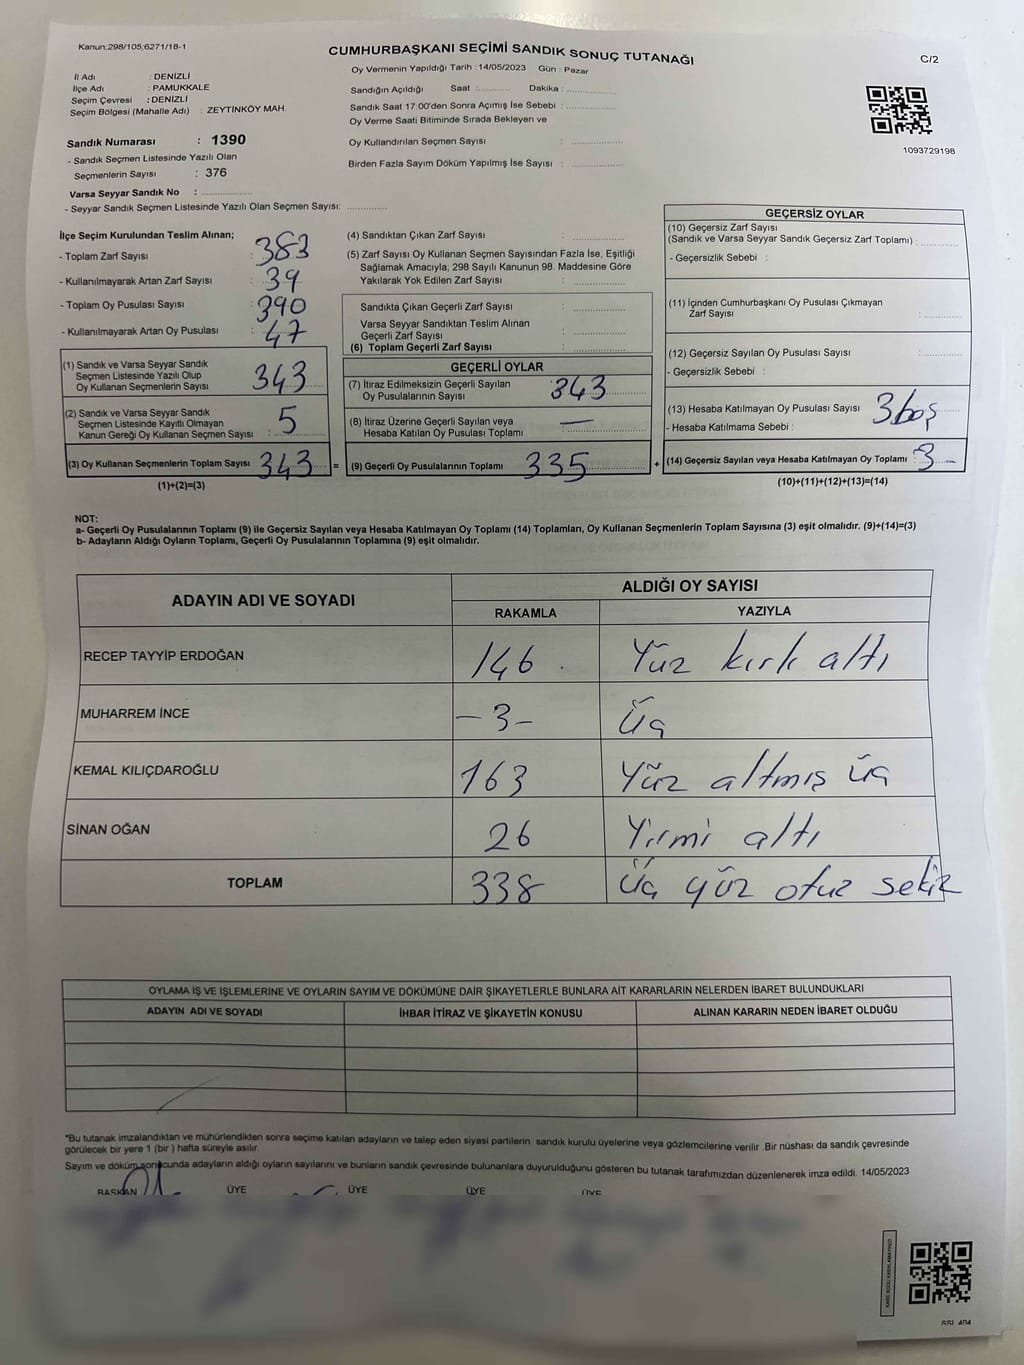 Kanun;298/105;6271/18-1
CUMHURBAŞKANI SEÇİMİ SANDIK SONUÇ TUTANAĞI
C/2
Oy Vermenin Yapıldığı Tarih : 14/05/2023 Gün : Pazar
İl Adı : DENİZLİ
İlçe Adı : PAMUKKALE
Seçim Çevresi : DENİZLİ
Seçim Bölgesi (Mahalle Adı) : ZEYTİNKÖY MAH.
Sandığın Açıldığı Saat :........... Dakika :................
Sandık Saat 17:00'den Sonra Açımış İse Sebebi :................
Oy Verme Saati Bitiminde Sırada Bekleyen ve
Oy Kullandırılan Seçmen Sayısı :................
Birden Fazla Sayım Döküm Yapılmış İse Sayısı :................
1093729198
Sandık Numarası : 1390
- Sandık Seçmen Listesinde Yazılı Olan
Seçmenlerin Sayısı : 376
Varsa Seyyar Sandık No :................
- Seyyar Sandık Seçmen Listesinde Yazılı Olan Seçmen Sayısı: ............
İlçe Seçim Kurulundan Teslim Alınan;
- Toplam Zarf Sayısı : 383
- Kullanılmayarak Artan Zarf Sayısı : 39
- Toplam Oy Pusulası Sayısı : 390
- Kullanılmayarak Artan Oy Pusulası : 47
(1) Sandık ve Varsa Seyyar Sandık
Seçmen Listesinde Yazılı Olup
Oy Kullanan Seçmenlerin Sayısı : 343
(2) Sandık ve Varsa Seyyar Sandık
Seçmen Listesinde Kayıtlı Olmayan
Kanun Gereği Oy Kullanan Seçmen Sayısı : 5
(3) Oy Kullanan Seçmenlerin Toplam Sayısı : 343
(1)+(2)=(3)
(4) Sandıktan Çıkan Zarf Sayısı :................
(5) Zarf Sayısı Oy Kullanan Seçmen Sayısından Fazla İse, Eşitliği
Sağlamak Amacıyla; 298 Sayılı Kanunun 98. Maddesine Göre
Yakılarak Yok Edilen Zarf Sayısı :................
Sandıkta Çıkan Geçerli Zarf Sayısı :................
Varsa Seyyar Sandıktan Teslim Alınan
Geçerli Zarf Sayısı :................
(6) Toplam Geçerli Zarf Sayısı :................
GEÇERLİ OYLAR
(7) İtiraz Edilmeksizin Geçerli Sayılan
Oy Pusulalarının Sayısı : 343
(8) İtiraz Üzerine Geçerli Sayılan veya
Hesaba Katılan Oy Pusulası Toplamı : —
= (9) Geçerli Oy Pusulalarının Toplamı : 335
GEÇERSİZ OYLAR
(10) Geçersiz Zarf Sayısı
(Sandık ve Varsa Seyyar Sandık Geçersiz Zarf Toplamı) :............
- Geçersizlik Sebebi :
(11) İçinden Cumhurbaşkanı Oy Pusulası Çıkmayan
Zarf Sayısı :............
(12) Geçersiz Sayılan Oy Pusulası Sayısı :............
- Geçersizlik Sebebi :
(13) Hesaba Katılmayan Oy Pusulası Sayısı : 3 boş
- Hesaba Katılmama Sebebi :
+ (14) Geçersiz Sayılan veya Hesaba Katılmayan Oy Toplamı : 3 -
(10)+(11)+(12)+(13)=(14)
NOT:
a- Geçerli Oy Pusulalarının Toplamı (9) ile Geçersiz Sayılan veya Hesaba Katılmayan Oy Toplamı (14) Toplamları, Oy Kullanan Seçmenlerin Toplam Sayısına (3) eşit olmalıdır. (9)+(14)=(3)
b- Adayların Aldığı Oyların Toplamı, Geçerli Oy Pusulalarının Toplamına (9) eşit olmalıdır.
ADAYIN ADI VE SOYADI
ALDIĞI OY SAYISI
RAKAMLA YAZIYLA
RECEP TAYYİP ERDOĞAN 146 . Yüz kırk altı
MUHARREM İNCE - 3 - Üç
KEMAL KILIÇDAROĞLU 163 Yüz altmış üç
SİNAN OĞAN 26 Yirmi altı
TOPLAM 338 Üç yüz otuz sekiz
OYLAMA İŞ VE İŞLEMLERİNE VE OYLARIN SAYIM VE DÖKÜMÜNE DAİR ŞİKAYETLERLE BUNLARA AİT KARARLARIN NELERDEN İBARET BULUNDUKLARI
ADAYIN ADI VE SOYADI İHBAR İTİRAZ VE ŞİKAYETİN KONUSU ALINAN KARARIN NEDEN İBARET OLDUĞU
*Bu tutanak imzalandıktan ve mühürlendikten sonra seçime katılan adayların ve talep eden siyasi partilerin sandık kurulu üyelerine veya gözlemcilerine verilir .Bir nüshası da sandık çevresinde
görülecek bir yere 1 (bir ) hafta süreyle asılır.
Sayım ve döküm sonucunda adayların aldığı oyların sayılarını ve bunların sandık çevresinde bulunanlara duyurulduğunu gösteren bu tutanak tarafımızdan düzenlenerek imza edildi. 14/05/2023
BAŞKAN ÜYE ÜYE ÜYE ÜYE